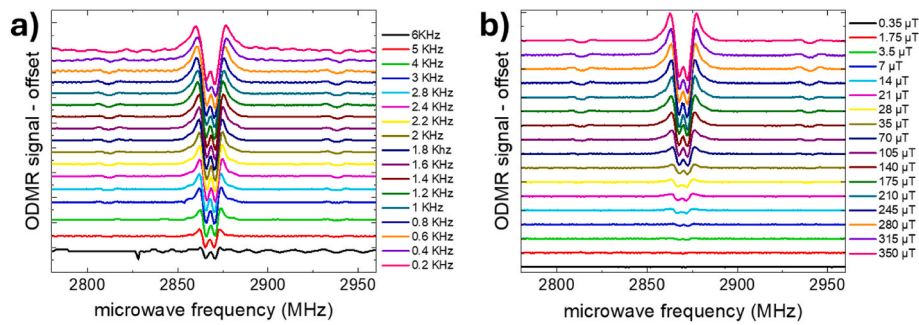 a)
ODMR signal - offset
2800
2850
2900
2950
microwave frequency (MHz)
6KHz
5 KHz
4 KHz
3 KHz
2.8 KHz
2.4 KHz
2.2 KHz
2 KHz
1.8 Khz
1.6 KHz
1.4 KHz
1.2 KHz
1 KHz
0.8 KHz
0.6 KHz
0.4 KHz
0.2 KHz
b)
ODMR signal - offset
2800
2850
2900
2950
microwave frequency (MHz)
0.35 µT
1.75 µT
3.5 µT
7 µT
14 µT
21 µT
28 µT
35 µT
70 µT
105 µT
140 µT
175 µT
210 µT
245 µT
280 µT
315 µT
350 µT